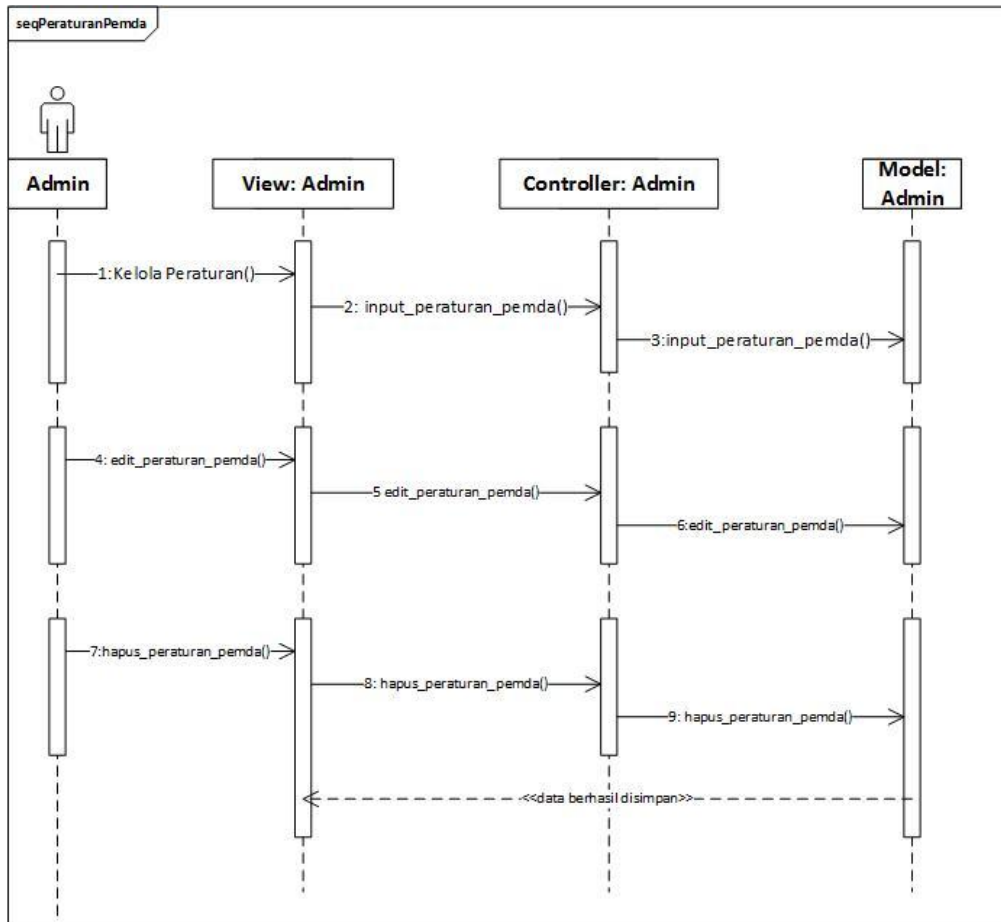 seqPeraturanPemda
Admin
View: Admin
Controller: Admin
Model:
Admin
1:Kelola Peraturan()
2: input_peraturan_pemda()
3:input_peraturan_pemda()
4: edit_peraturan_pemda()
5 edit_peraturan_pemda()
6:edit_peraturan_pemda()
7:hapus_peraturan_pemda()
8: hapus_peraturan_pemda()
9: hapus_peraturan_pemda()
<<data berhasil disimpan>>